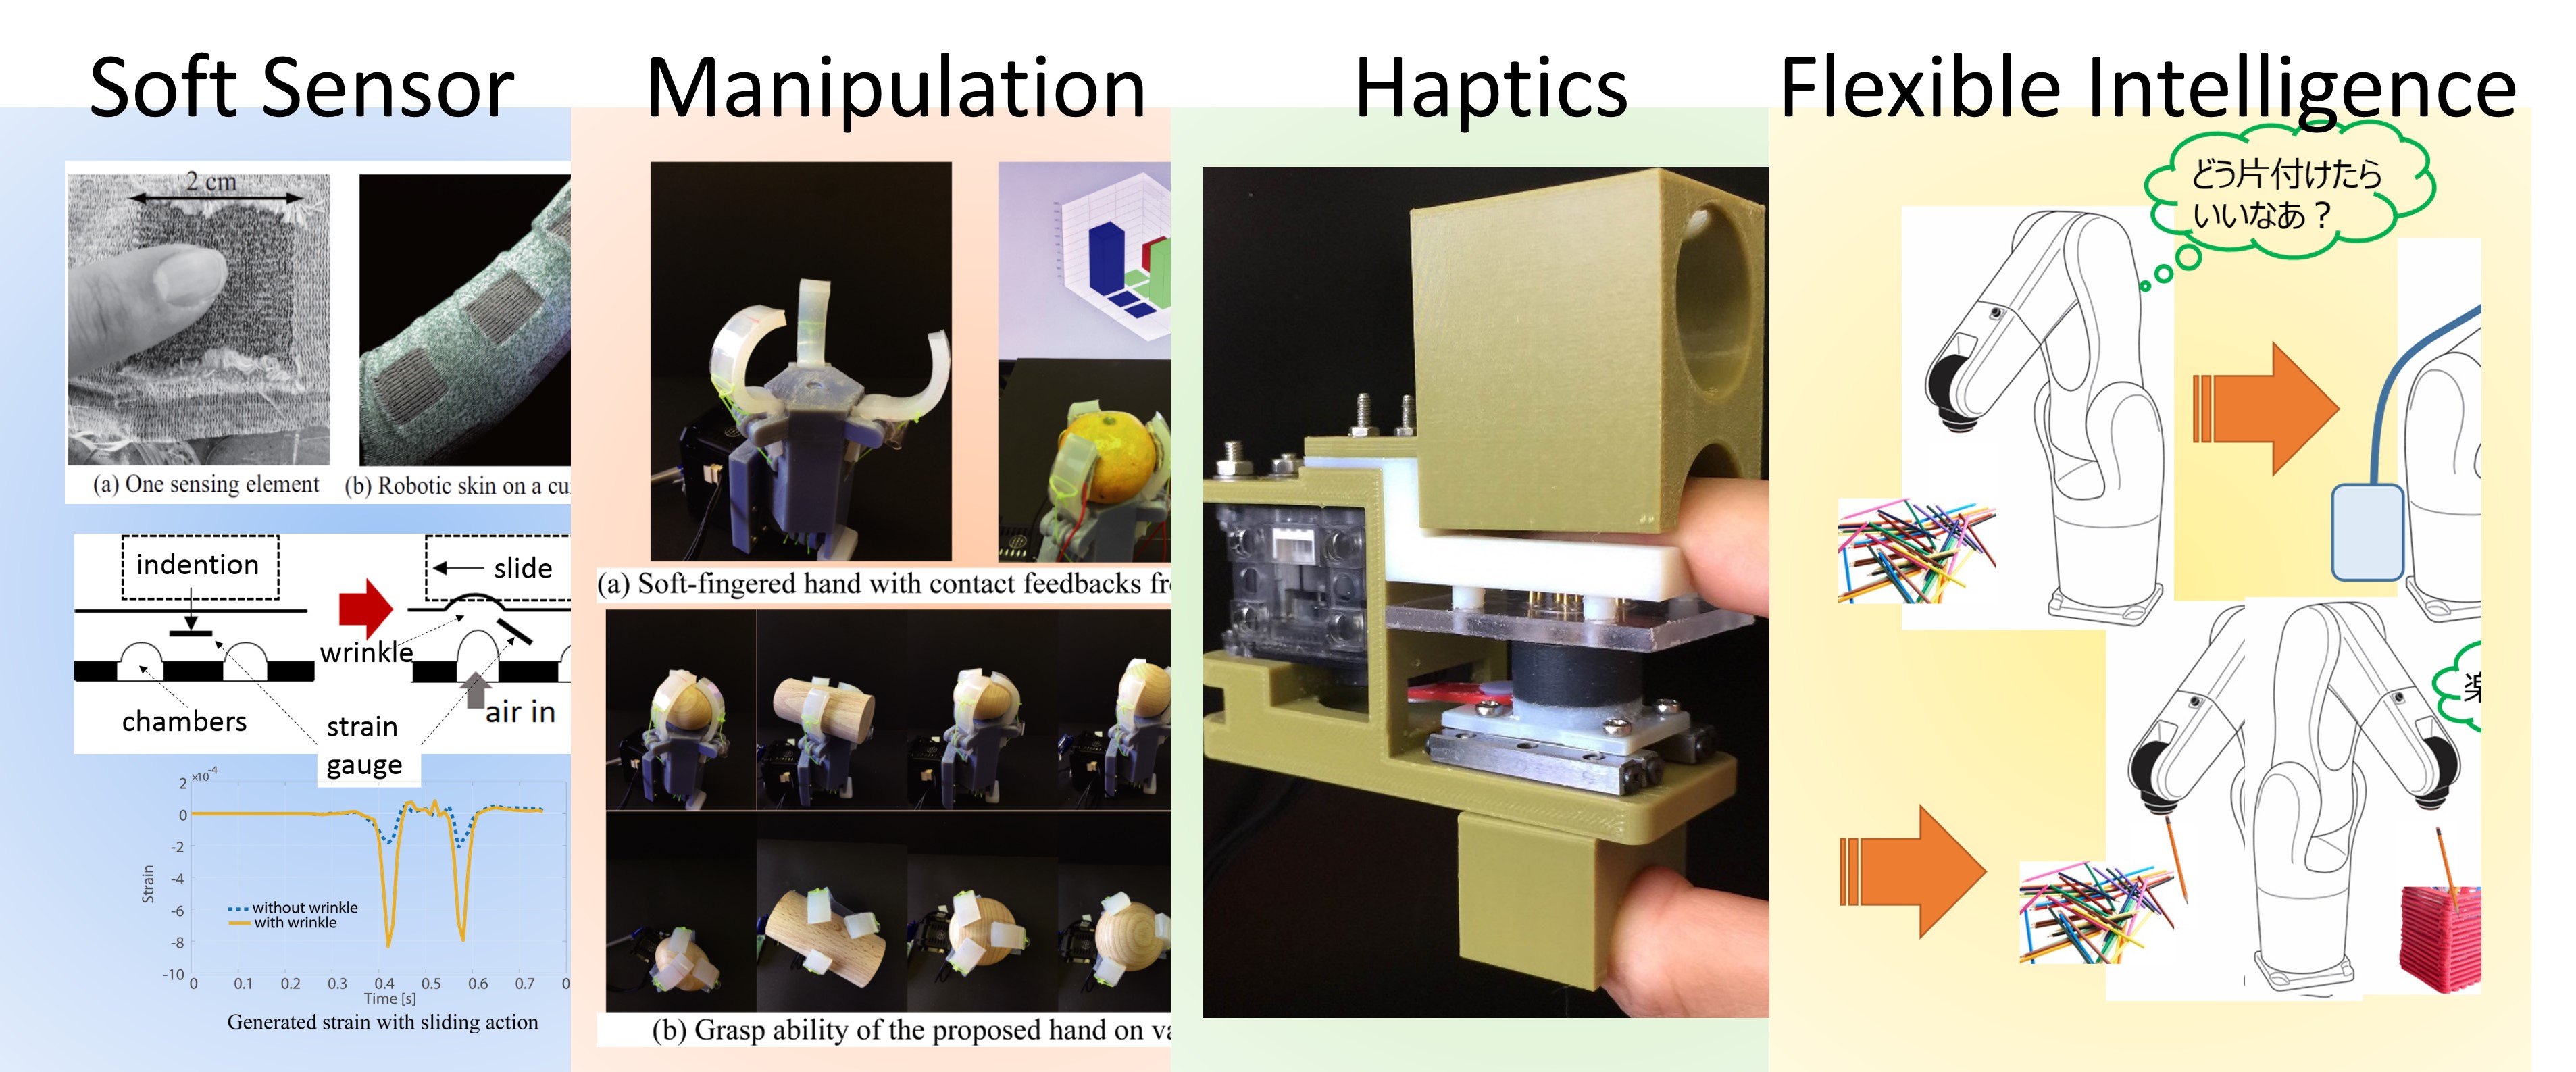 Soft Sensor
Manipulation
Haptics
Flexible Intelligence
2 cm
(a) One sensing element
(b) Robotic skin on a cu
indention
slide
wrinkle
air in
chambers
strain
gauge
×10-4
2
0
-2
-4
-6
-8
-10
Strain
without wrinkle
with wrinkle
0 0.1 0.2 0.3 0.4 0.5 0.6 0.7 0
Time [s]
Generated strain with sliding action
(a) Soft-fingered hand with contact feedbacks fr
(b) Grasp ability of the proposed hand on va
どう片付けたら
いいなあ？